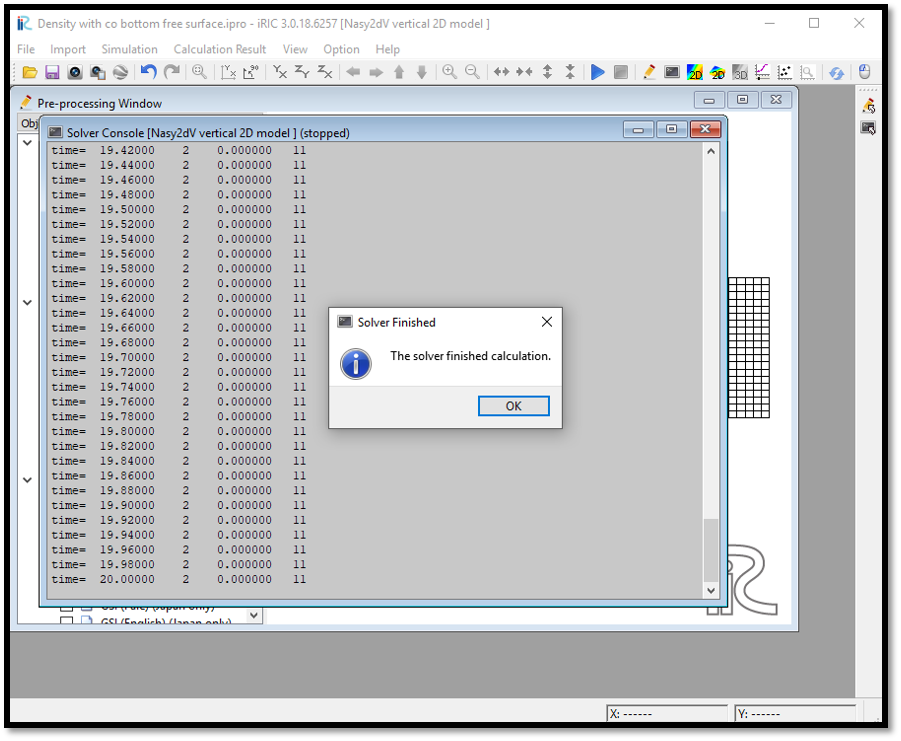 Density with co bottom free surface.ipro - iRIC 3.0.18.6257 [Nasy2dV vertical 2D model ]
File Import Simulation Calculation Result View Option Help
Pre-processing Window
Obj
Solver Console [Nasy2dV vertical 2D model ] (stopped)
time= 19.42000 2 0.000000 11
time= 19.44000 2 0.000000 11
time= 19.46000 2 0.000000 11
time= 19.48000 2 0.000000 11
time= 19.50000 2 0.000000 11
time= 19.52000 2 0.000000 11
time= 19.54000 2 0.000000 11
time= 19.56000 2 0.000000 11
time= 19.58000 2 0.000000 11
time= 19.60000 2 0.000000 11
time= 19.62000 2 0.000000 11
time= 19.64000 2 0.000000 11
time= 19.66000 2 0.000000 11
time= 19.68000 2 0.000000 11
time= 19.70000 2 0.000000 11
time= 19.72000 2 0.000000 11
time= 19.74000 2 0.000000 11
time= 19.76000 2 0.000000 11
time= 19.78000 2 0.000000 11
time= 19.80000 2 0.000000 11
time= 19.82000 2 0.000000 11
time= 19.84000 2 0.000000 11
time= 19.86000 2 0.000000 11
time= 19.88000 2 0.000000 11
time= 19.90000 2 0.000000 11
time= 19.92000 2 0.000000 11
time= 19.94000 2 0.000000 11
time= 19.96000 2 0.000000 11
time= 19.98000 2 0.000000 11
time= 20.00000 2 0.000000 11
Solver Finished
The solver finished calculation.
OK
GSI (Pale) (Japan only)
GSI (English) (Japan only)
iRIC
X: ------ Y: ------